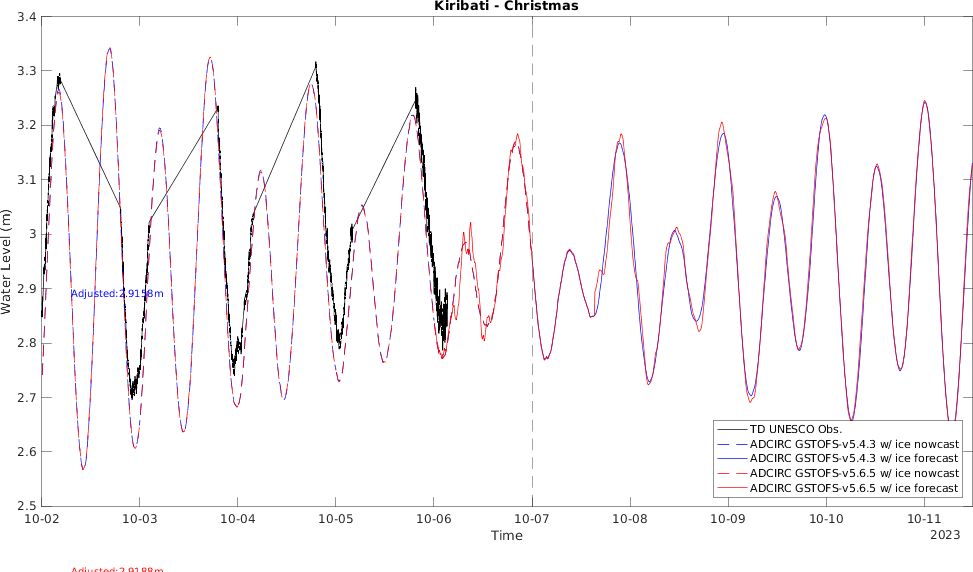 Kiribati - Christmas
3.4
3.3
3.2
3.1
3
2.9
2.8
2.7
2.6
2.5
Water Level (m)
Adjusted:2.9158m
TD UNESCO Obs.
ADCIRC GSTOFS-v5.4.3 w/ ice nowcast
ADCIRC GSTOFS-v5.4.3 w/ ice forecast
ADCIRC GSTOFS-v5.6.5 w/ ice nowcast
ADCIRC GSTOFS-v5.6.5 w/ ice forecast
10-02 10-03 10-04 10-05 10-06 10-07 10-08 10-09 10-10 10-11
Time
2023
Adjusted:2.9188m